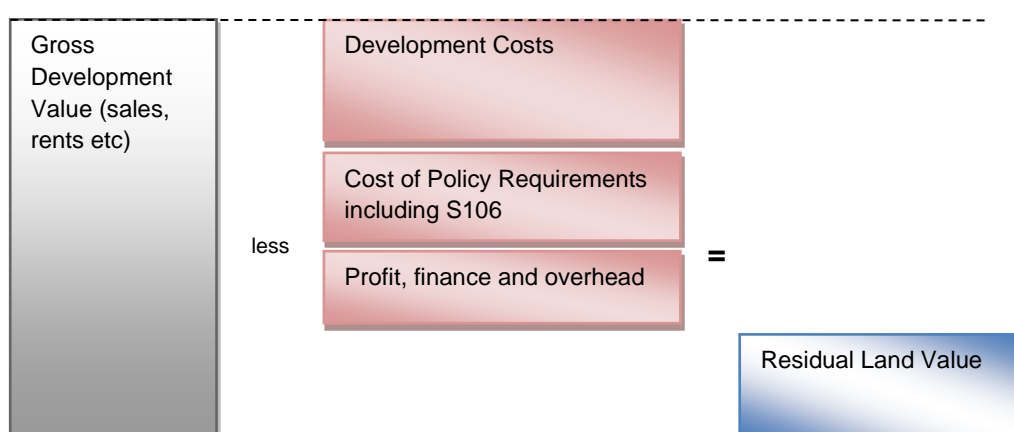 Gross
Development
Value (sales,
rents etc)
less
Development Costs
Cost of Policy Requirements
including S106
Profit, finance and overhead
=
Residual Land Value